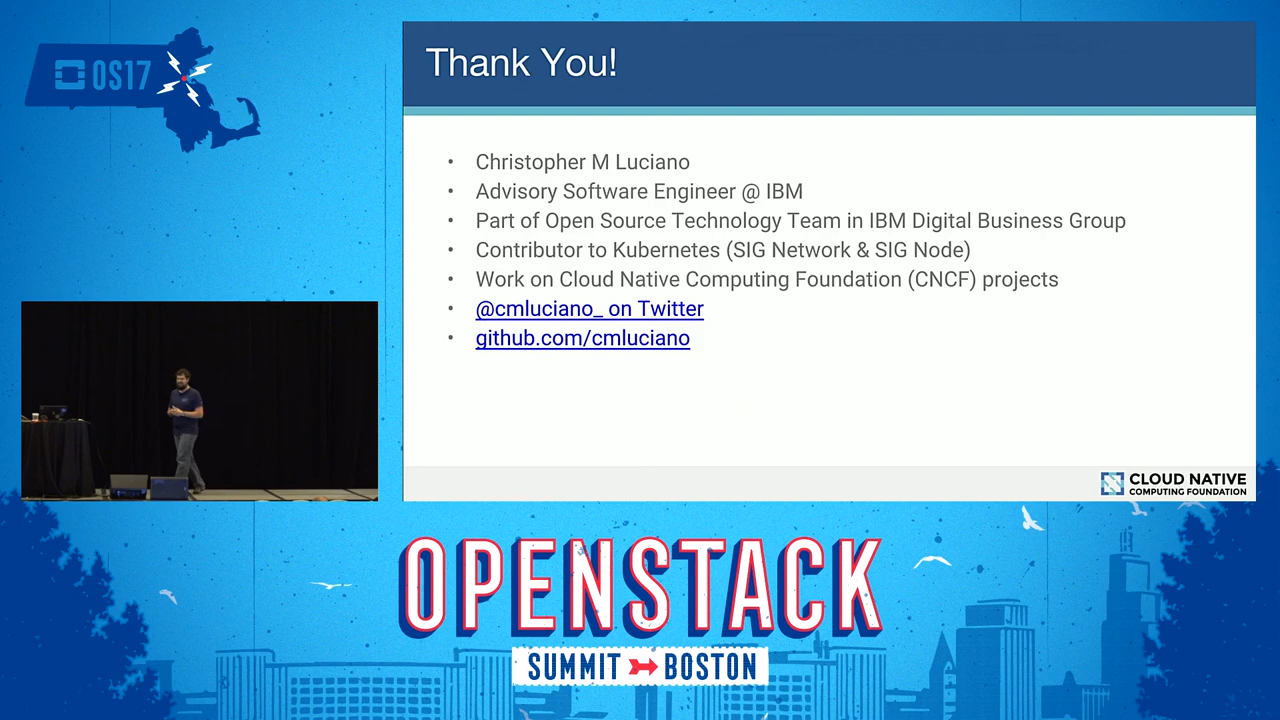 OS17
Thank You!
• Christopher M Luciano
• Advisory Software Engineer @ IBM
• Part of Open Source Technology Team in IBM Digital Business Group
• Contributor to Kubernetes (SIG Network & SIG Node)
• Work on Cloud Native Computing Foundation (CNCF) projects
• @cmluciano_ on Twitter
• github.com/cmluciano
CLOUD NATIVE
COMPUTING FOUNDATION
OPENSTACK
SUMMIT BOSTON